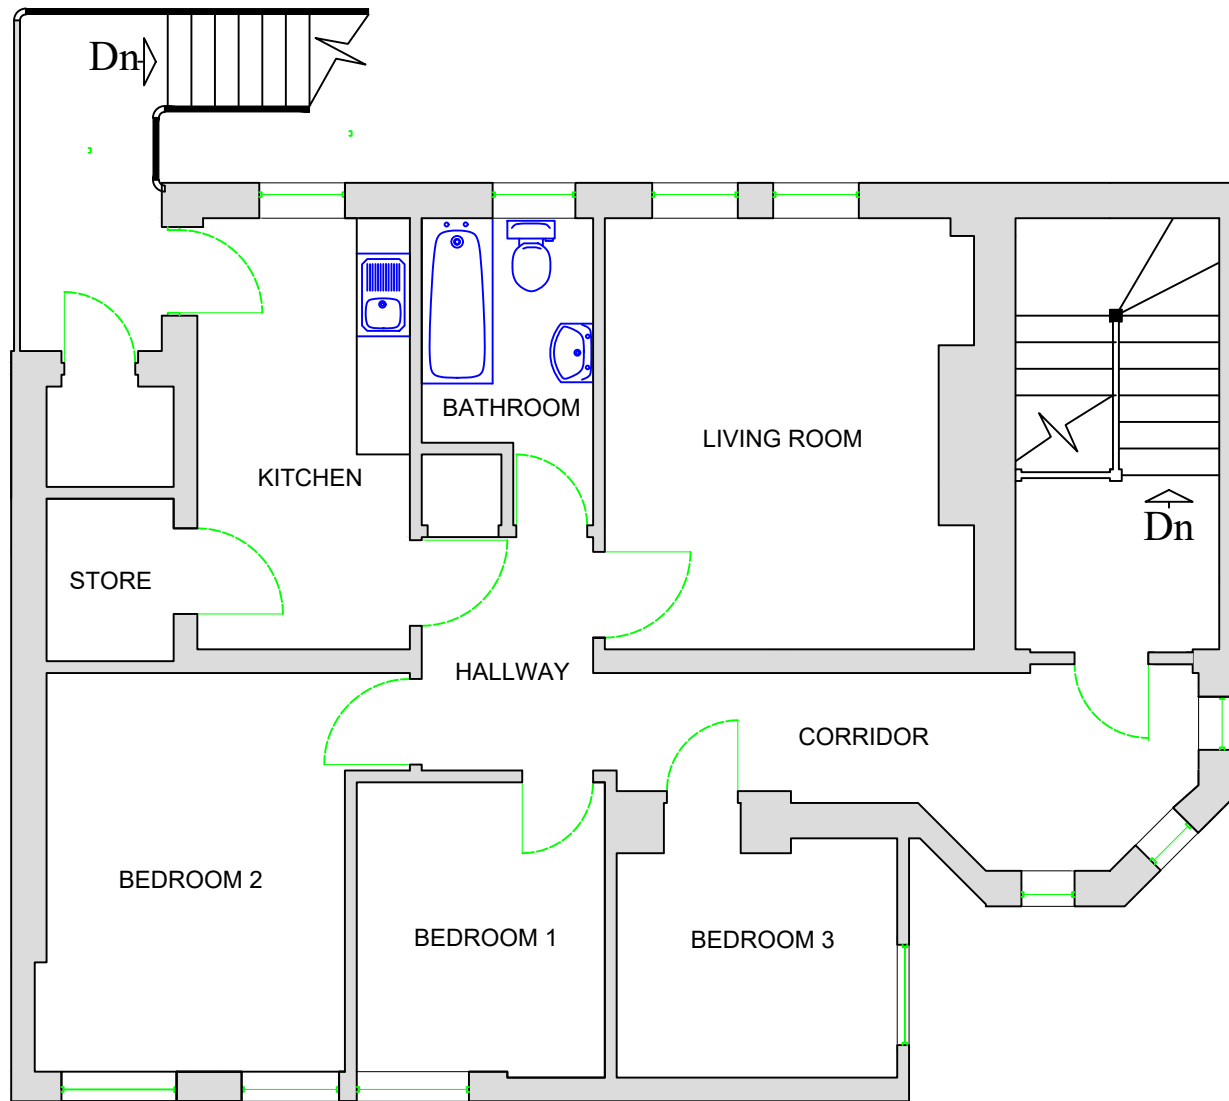 Dn
BATHROOM
LIVING ROOM
KITCHEN
Dn
STORE
HALLWAY
CORRIDOR
BEDROOM 2
BEDROOM 1
BEDROOM 3